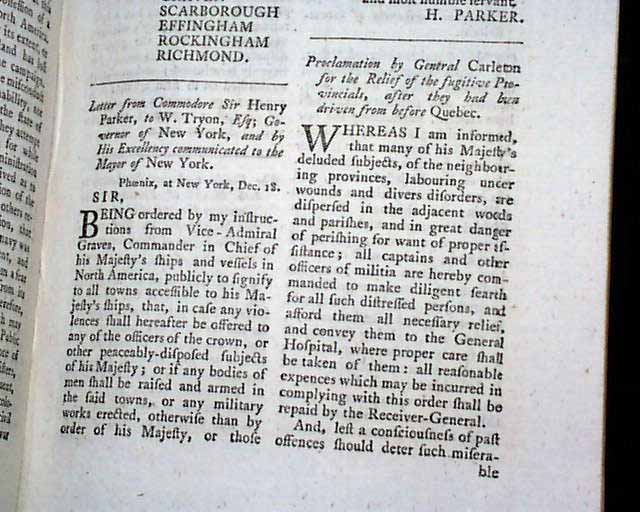 SCARBOROUGH
EFFINGHAM
ROCKINGHAM
RICHMOND.
Letter from Commodore Sir Henry
Parker, to W. Tryon, Eſq; Go-
vernor of New York, and by
His Excellency communicated to the
Mayor of New York.
Phœnix, at New York, Dec. 18.
SIR,
BEING ordered by my inſtruc-
tions from Vice-Admiral
Graves, Commander in Chief of
his Majeſty's ſhips and veſſels in
North America, publicly to ſignify
to all towns acceſſible to his Ma-
jeſty's ſhips, that, in caſe any vio-
lences ſhall hereafter be offered to
any of the officers of the crown, or
other peaceably-diſpoſed ſubjects
of his Majeſty; or if any bodies of
men ſhall be raiſed and armed in
the ſaid towns, or any military
works erected, otherwiſe than by
order of his Majeſty, or thoſe
and moſt humble ſervant,
H. PARKER.
Proclamation by General Carleton
for the Relief of the fugitive Pro-
vincials, after they had been
driven from before Quebec.
WHEREAS I am informed,
that many of his Majeſty's
deluded ſubjects, of the neighbour-
ing provinces, labouring under
wounds and divers diſorders, are
diſperſed in the adjacent woods
and pariſhes, and in great danger
of periſhing for want of proper aſ-
ſiſtance; all captains and other
officers of militia are hereby com-
manded to make diligent ſearch
for all ſuch diſtreſſed perſons, and
afford them all neceſſary relief,
and convey them to the General
Hoſpital, where proper care ſhall
be taken of them: all reaſonable
expences which may be incurred in
complying with this order ſhall be
repaid by the Receiver-General.
And, leſt a conſciouſneſs of paſt
offences ſhould deter ſuch miſera-
ble